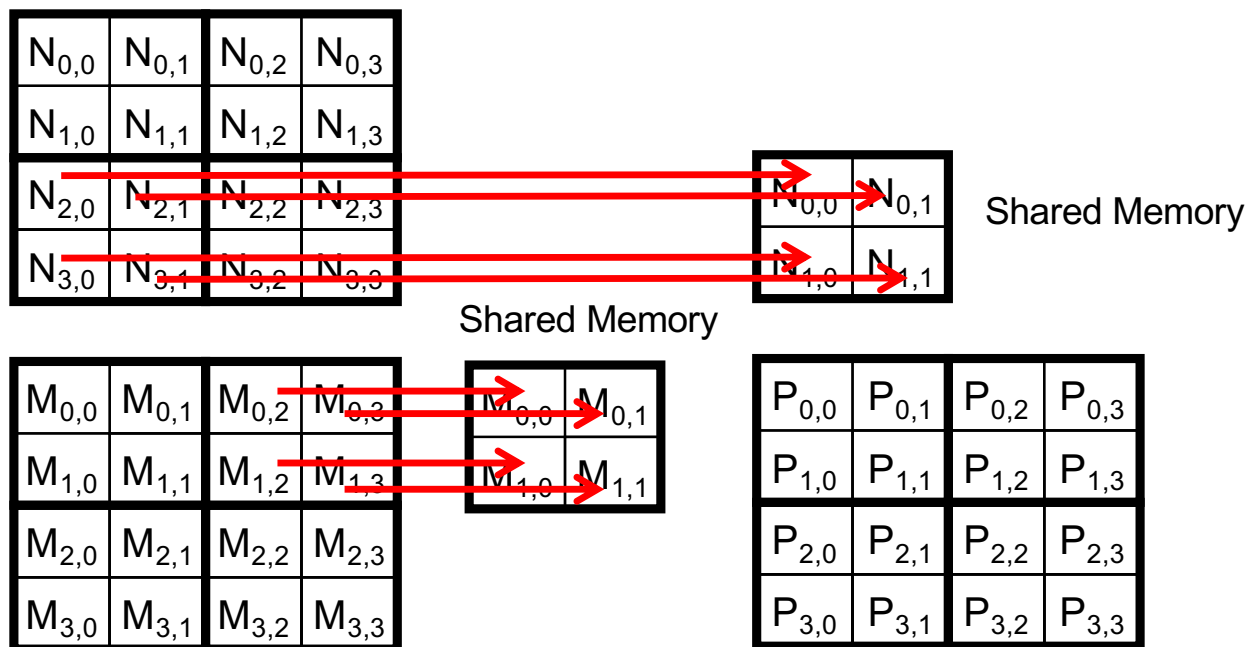 N0,0 N0,1 N0,2 N0,3
N1,0 N1,1 N1,2 N1,3
N2,0 N2,1 N2,2 N2,3
N3,0 N3,1 N3,2 N3,3
N0,0 N0,1
N1,0 N1,1
Shared Memory
Shared Memory
M0,0 M0,1 M0,2 M0,3
M1,0 M1,1 M1,2 M1,3
M2,0 M2,1 M2,2 M2,3
M3,0 M3,1 M3,2 M3,3
M0,0 M0,1
M1,0 M1,1
P0,0 P0,1 P0,2 P0,3
P1,0 P1,1 P1,2 P1,3
P2,0 P2,1 P2,2 P2,3
P3,0 P3,1 P3,2 P3,3